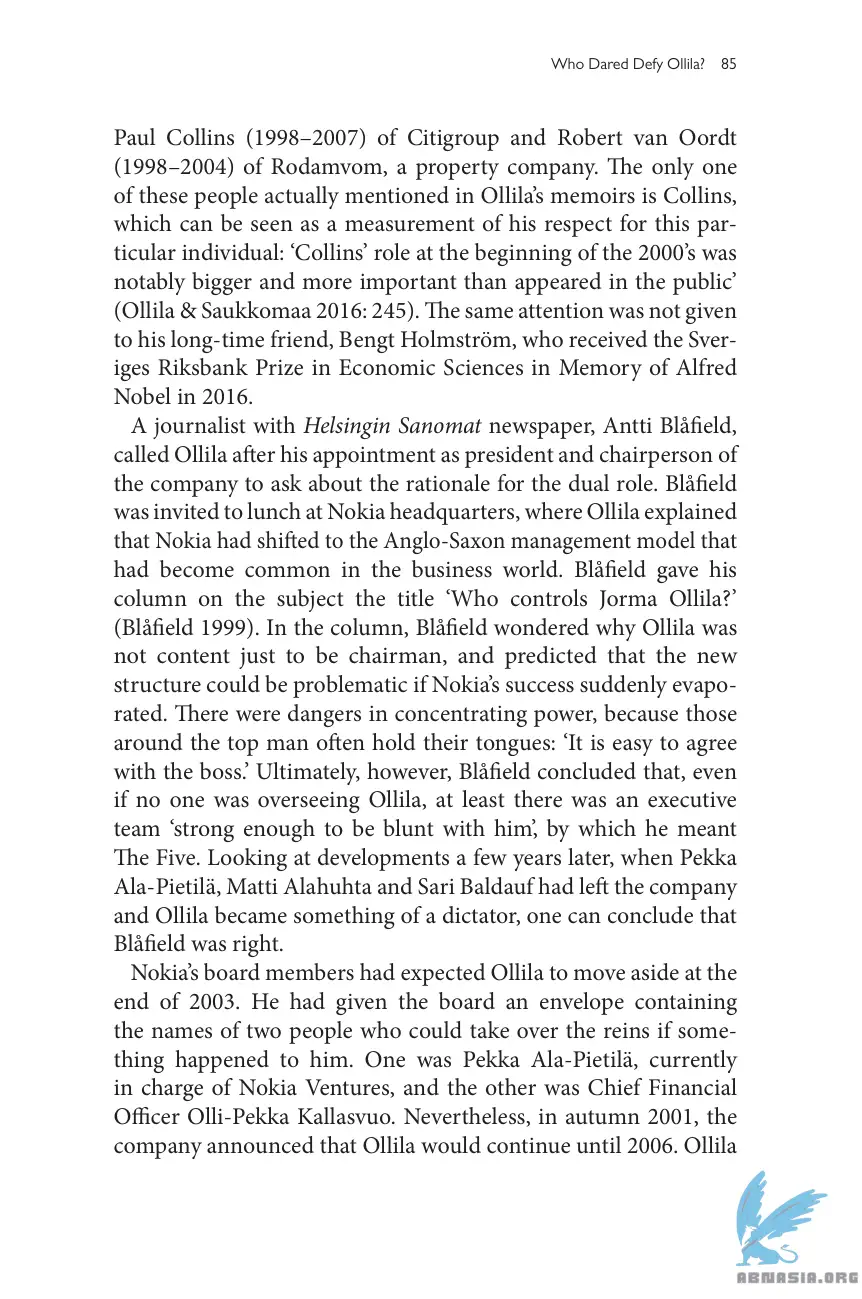 Who Dared Defy Ollila? 85
Paul Collins (1998–2007) of Citigroup and Robert van Oordt
(1998–2004) of Rodamvom, a property company. The only one
of these people actually mentioned in Ollila’s memoirs is Collins,
which can be seen as a measurement of his respect for this par-
ticular individual: ‘Collins’ role at the beginning of the 2000’s was
notably bigger and more important than appeared in the public’
(Ollila & Saukkomaa 2016: 245). The same attention was not given
to his long-time friend, Bengt Holmström, who received the Sver-
iges Riksbank Prize in Economic Sciences in Memory of Alfred
Nobel in 2016.
A journalist with Helsingin Sanomat newspaper, Antti Blåfield,
called Ollila after his appointment as president and chairperson of
the company to ask about the rationale for the dual role. Blåfield
was invited to lunch at Nokia headquarters, where Ollila explained
that Nokia had shifted to the Anglo-Saxon management model that
had become common in the business world. Blåfield gave his
column on the subject the title ‘Who controls Jorma Ollila?’
(Blåfield 1999). In the column, Blåfield wondered why Ollila was
not content just to be chairman, and predicted that the new
structure could be problematic if Nokia’s success suddenly evapo-
rated. There were dangers in concentrating power, because those
around the top man often hold their tongues: ‘It is easy to agree
with the boss.’ Ultimately, however, Blåfield concluded that, even
if no one was overseeing Ollila, at least there was an executive
team ‘strong enough to be blunt with him’, by which he meant
The Five. Looking at developments a few years later, when Pekka
Ala-Pietilä, Matti Alahuhta and Sari Baldauf had left the company
and Ollila became something of a dictator, one can conclude that
Blåfield was right.
Nokia’s board members had expected Ollila to move aside at the
end of 2003. He had given the board an envelope containing
the names of two people who could take over the reins if some-
thing happened to him. One was Pekka Ala-Pietilä, currently
in charge of Nokia Ventures, and the other was Chief Financial
Officer Olli-Pekka Kallasvuo. Nevertheless, in autumn 2001, the
company announced that Ollila would continue until 2006. Ollila
ABNASIA.ORG